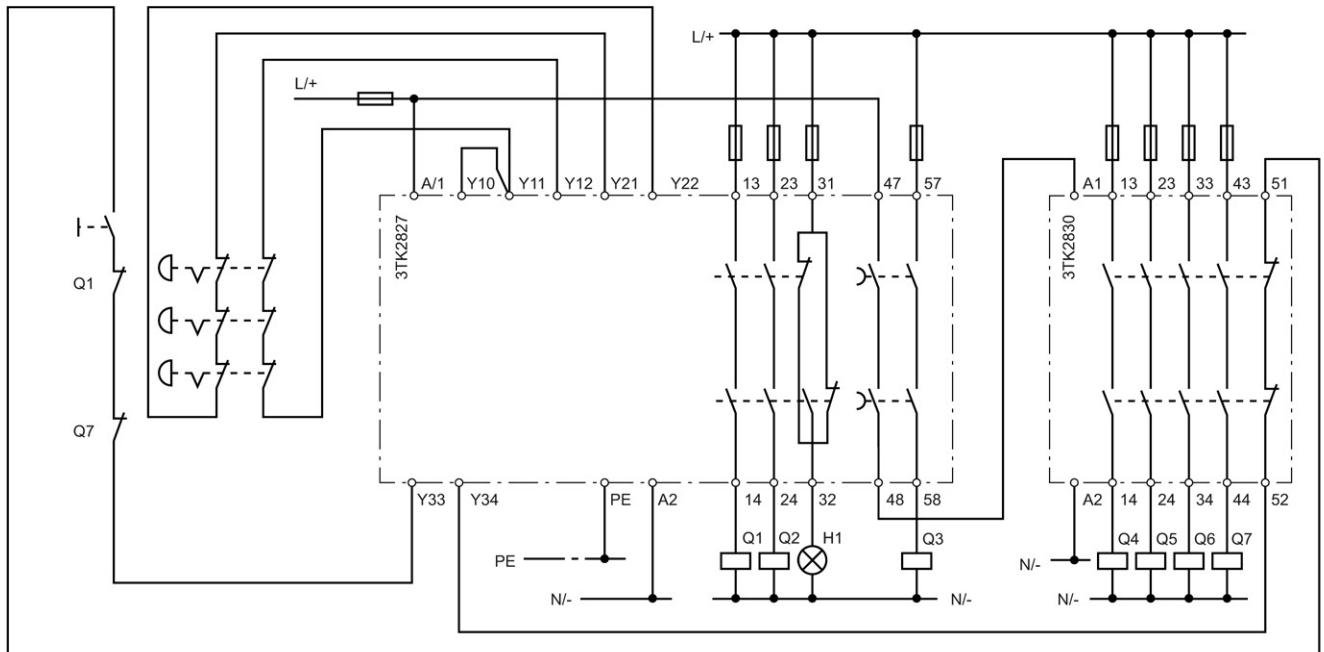 L/+
L/+
A/1 Y10 Y11 Y12 Y21 Y22 13 23 31 47 57 A1 13 23 33 43 51
3TK2827
3TK2830
Q1
Q7
Y33 Y34 PE A2 14 24 32 48 58 A2 14 24 34 44 52
Q1 Q2 H1 Q3 Q4 Q5 Q6 Q7
PE
N/-
N/-
N/-
N/-